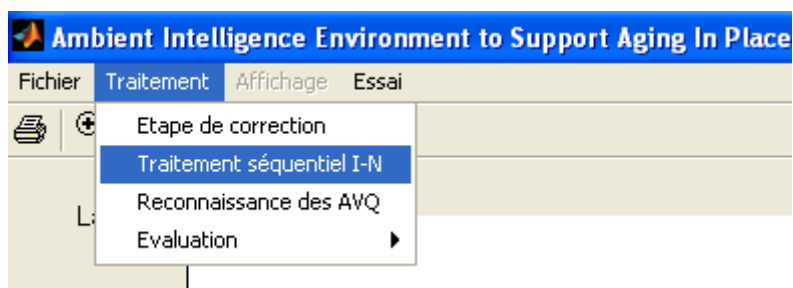 Ambient Intelligence Environment to Support Aging In Place
Fichier Traitement Affichage Essai
Etape de correction
Traitement séquentiel I-N
Reconnaissance des AVQ
Evaluation